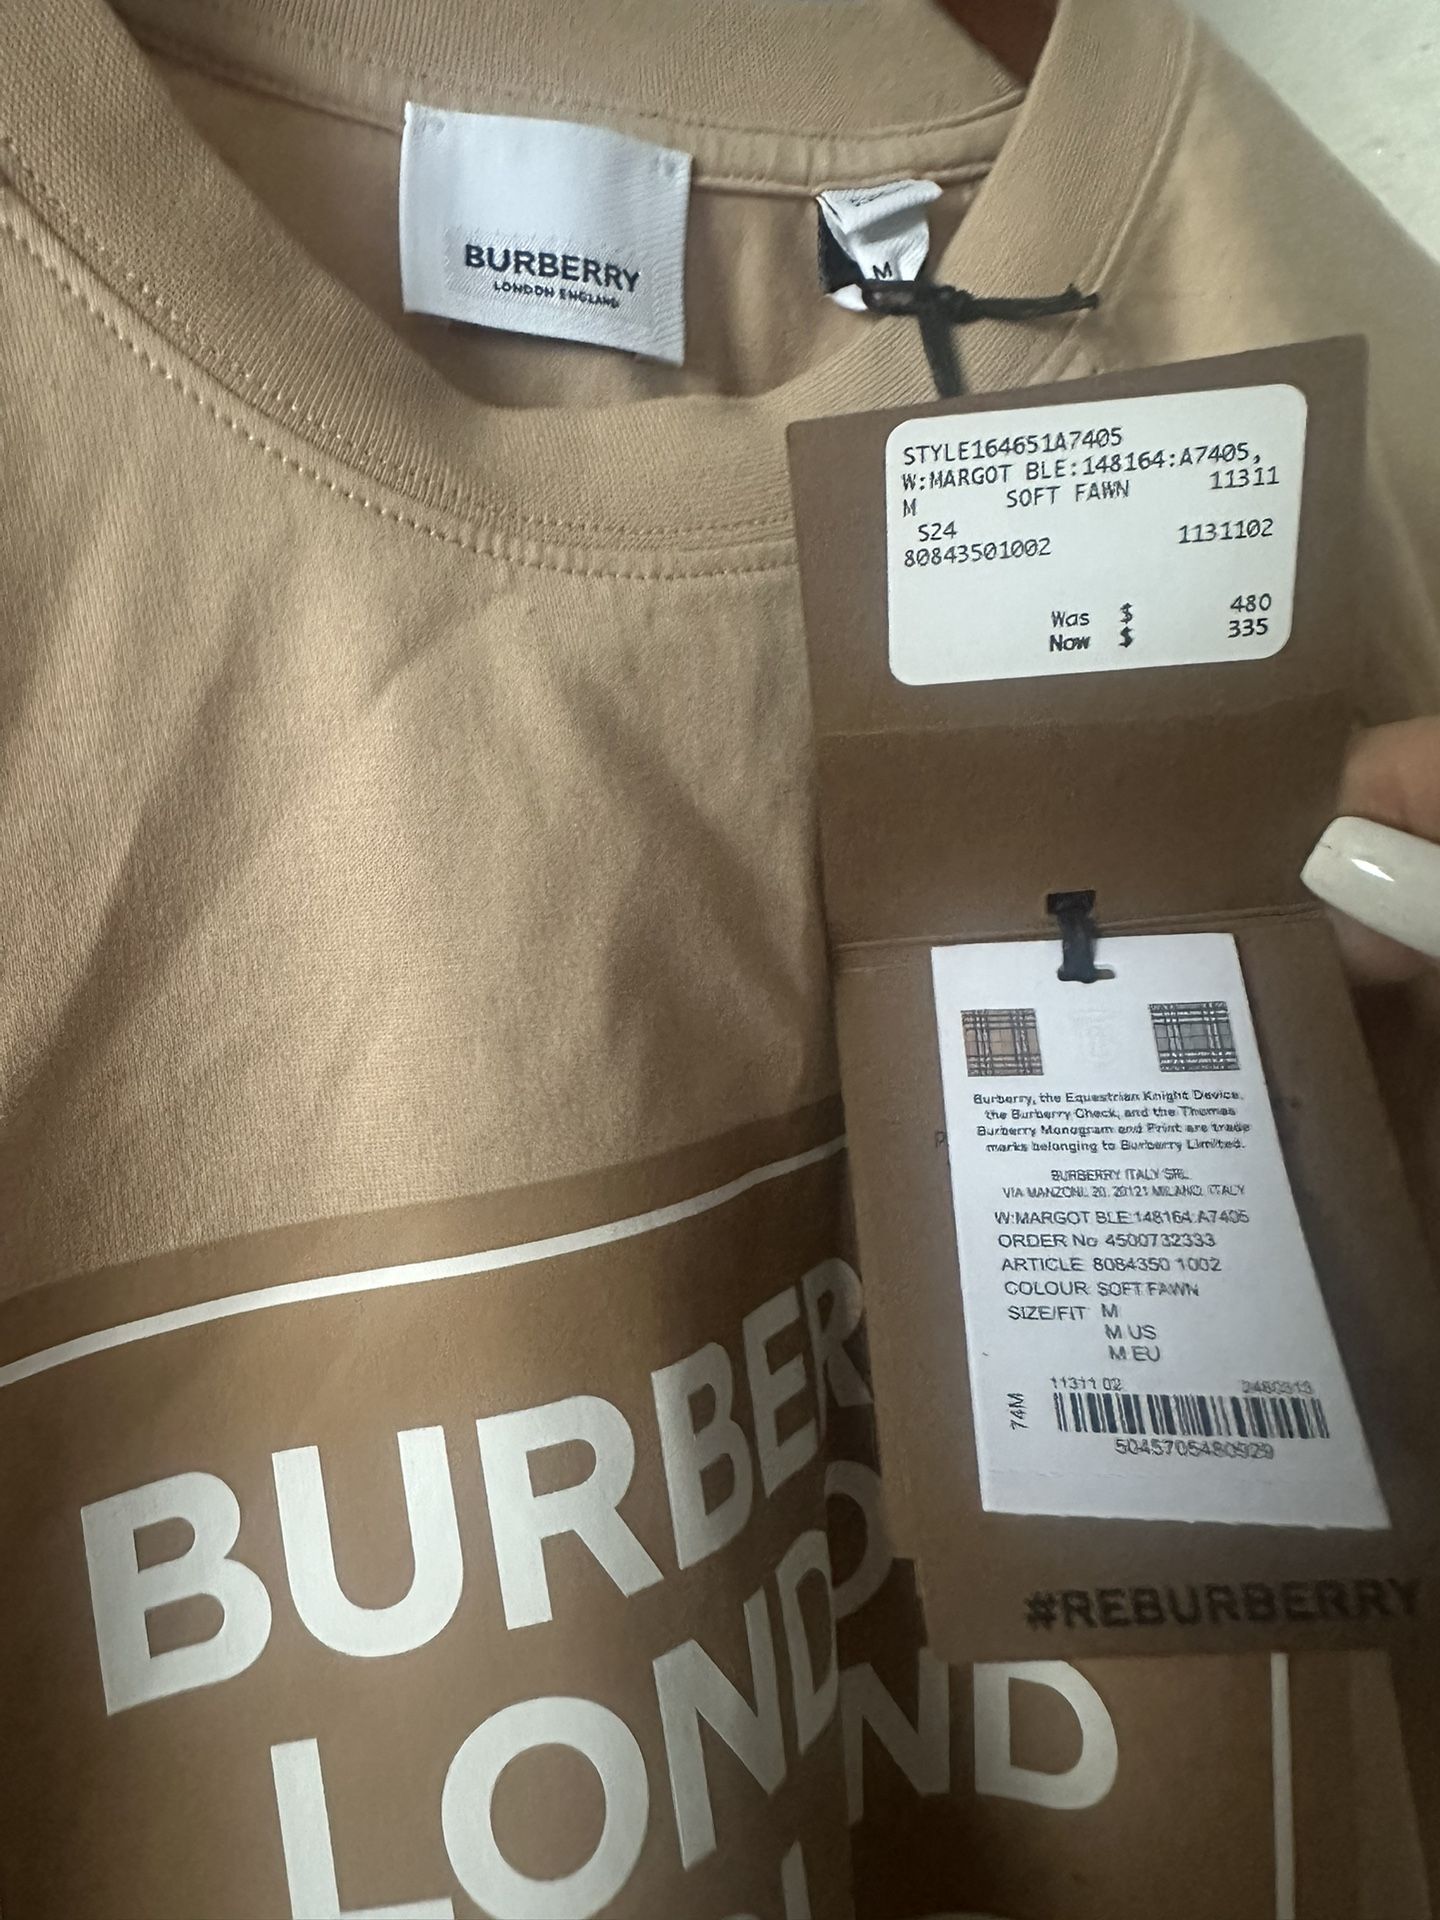 BURBERRY
LONDON ENGLAND
M
STYLE164651A7405
W:MARGOT BLE:148164:A7405,
M SOFT FAWN 11311
S24
80843501002 1131102
Was $ 480
Now $ 335
Burberry, the Equestrian Knight Device,
the Burberry Check, and the Thomas
Burberry Monogram and Print are trade
marks belonging to Burberry Limited.
BURBERRY ITALY SRL
VIA MANZONI, 20, 20121 MILANO, ITALY
W:MARGOT BLE:148164:A7405
ORDER No 4500732333
ARTICLE 8084350 1002
COLOUR SOFT FAWN
SIZE/FIT M
M US
M EU
11311 02
74M
5045705480929
#REBURBERRY
BURBER
LONDON